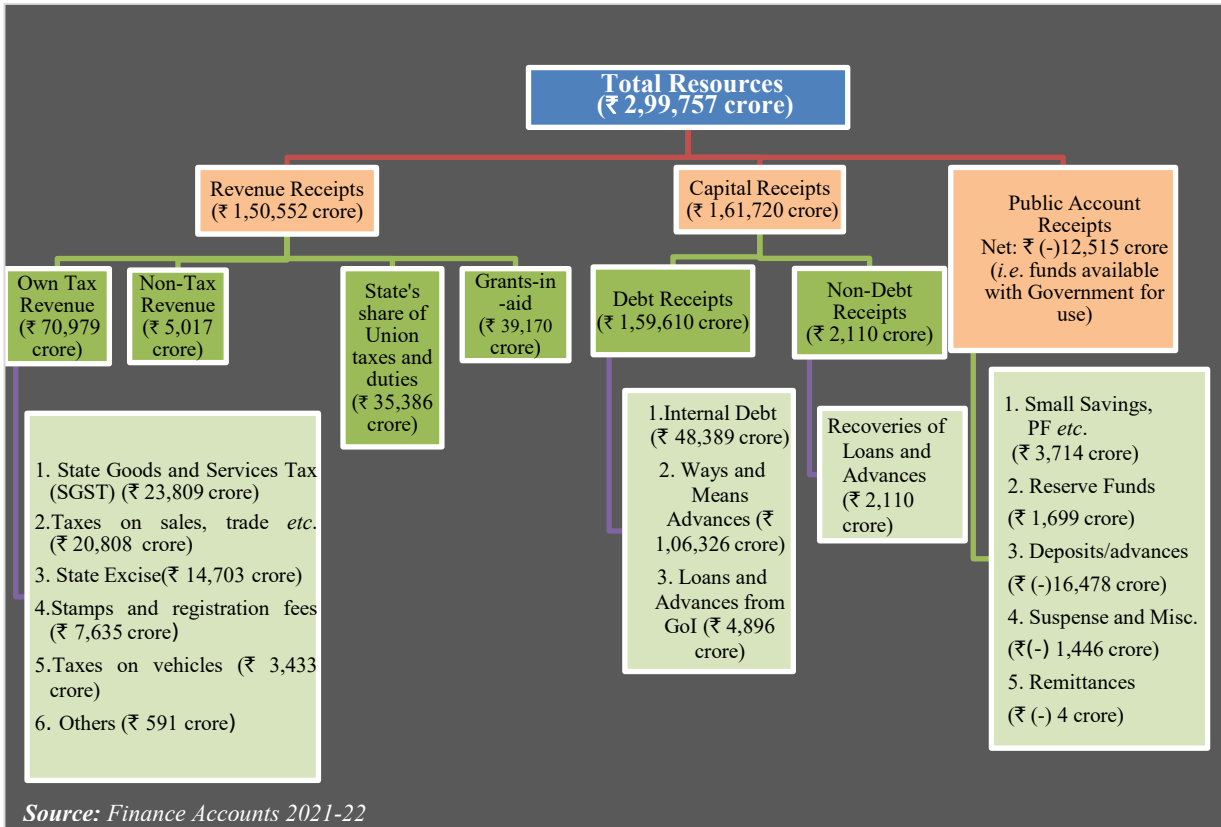 Total Resources
(₹ 2,99,757 crore)
Revenue Receipts
(₹ 1,50,552 crore)
Capital Receipts
(₹ 1,61,720 crore)
Public Account
Receipts
Net: ₹ (-)12,515 crore
(i.e. funds available
with Government for
use)
Own Tax
Revenue
(₹ 70,979
crore)
Non-Tax
Revenue
(₹ 5,017
crore)
State's share
of Union
taxes and
duties
(₹ 35,386
crore)
Grants-in
-aid
(₹ 39,170
crore)
Debt Receipts
(₹ 1,59,610 crore)
Non-Debt
Receipts
(₹ 2,110 crore)
1. State Goods and Services Tax
(SGST) (₹ 23,809 crore)
2.Taxes on sales, trade etc.
(₹ 20,808 crore)
3. State Excise(₹ 14,703 crore)
4.Stamps and registration fees
(₹ 7,635 crore)
5.Taxes on vehicles (₹ 3,433
crore)
6. Others (₹ 591 crore)
1.Internal Debt
(₹ 48,389 crore)
2. Ways and
Means
Advances (₹
1,06,326 crore)
3. Loans and
Advances from
GoI (₹ 4,896
crore)
Recoveries of
Loans and
Advances
(₹ 2,110
crore)
1. Small Savings,
PF etc.
(₹ 3,714 crore)
2. Reserve Funds
(₹ 1,699 crore)
3. Deposits/advances
(₹ (-)16,478 crore)
4. Suspense and Misc.
(₹(-) 1,446 crore)
5. Remittances
(₹ (-) 4 crore)
Source: Finance Accounts 2021-22